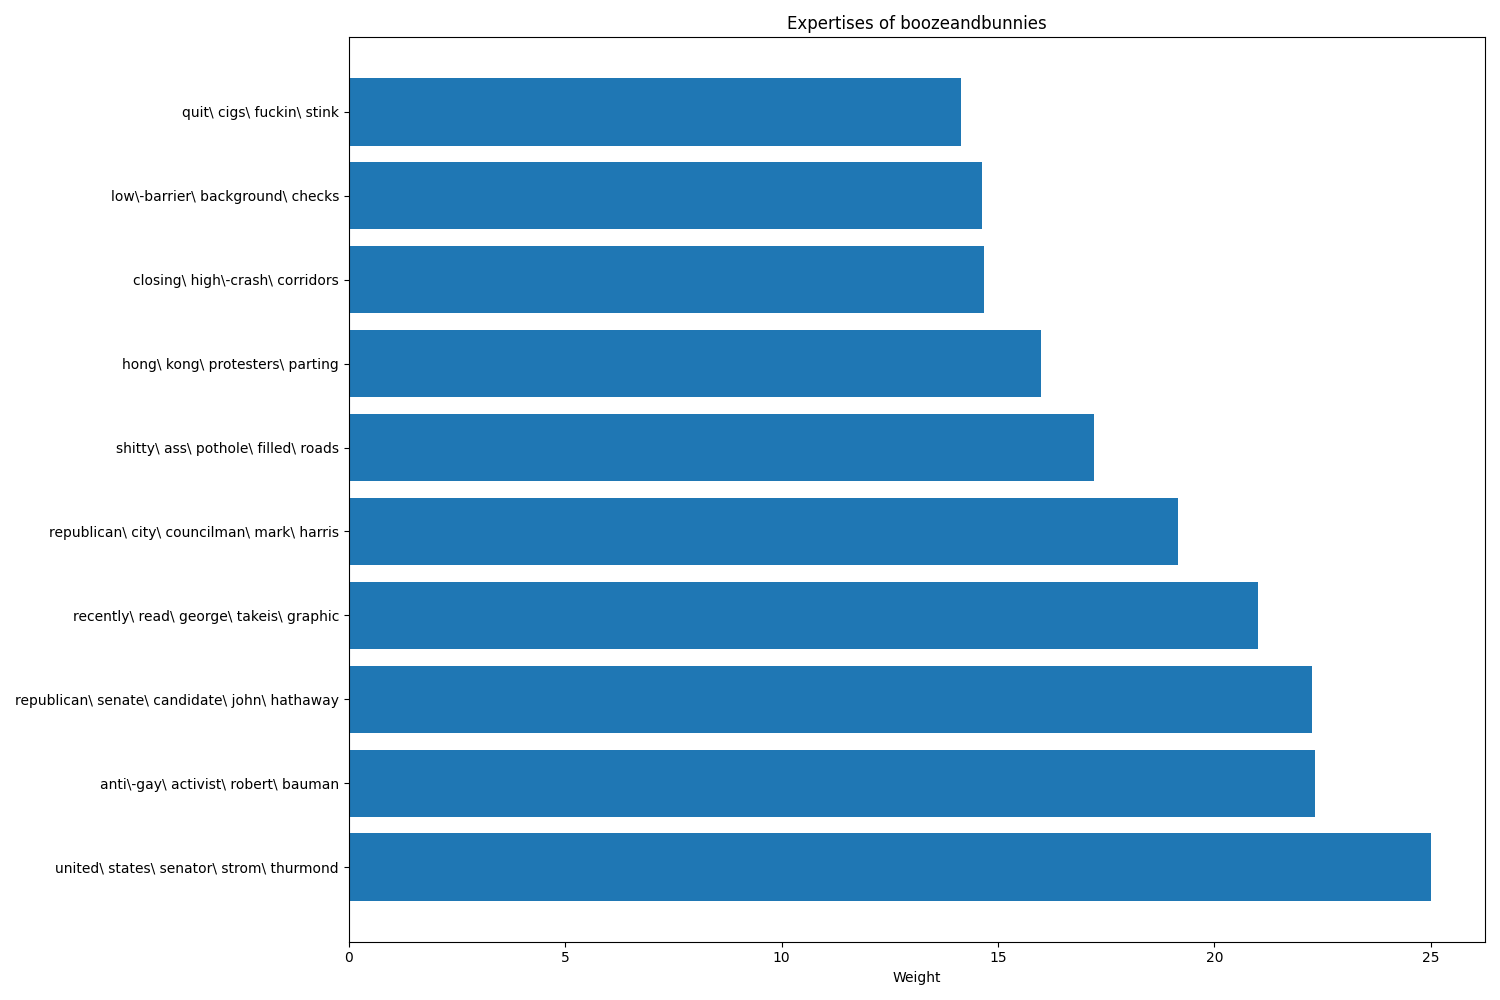 Expertises of boozeandbunnies
quit\ cigs\ fuckin\ stink
low\-barrier\ background\ checks
closing\ high\-crash\ corridors
hong\ kong\ protesters\ parting
shitty\ ass\ pothole\ filled\ roads
republican\ city\ councilman\ mark\ harris
recently\ read\ george\ takeis\ graphic
republican\ senate\ candidate\ john\ hathaway
anti\-gay\ activist\ robert\ bauman
united\ states\ senator\ strom\ thurmond
0 5 10 15 20 25
Weight